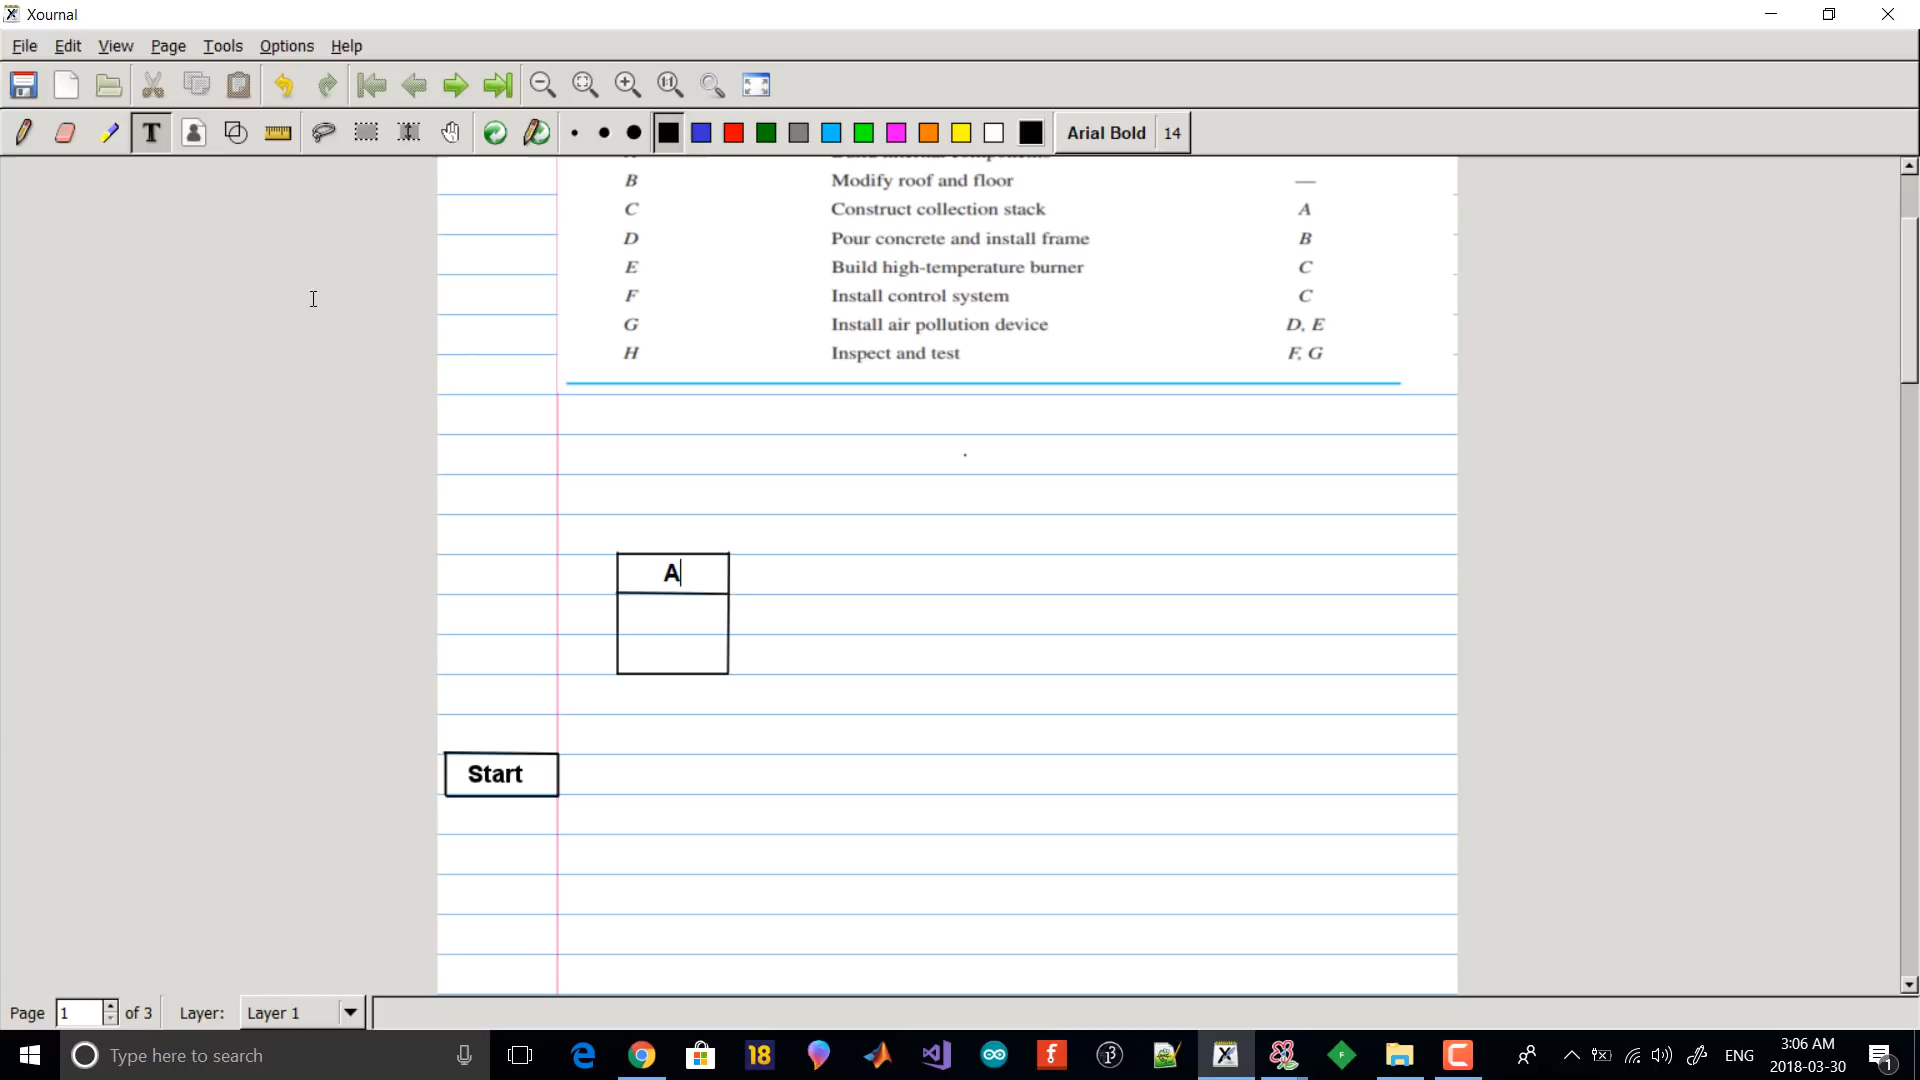 Xournal
File Edit View Page Tools Options Help
T Arial Bold 14
B Modify roof and floor —
C Construct collection stack A
D Pour concrete and install frame B
E Build high-temperature burner C
F Install control system C
G Install air pollution device D, E
H Inspect and test F, G
A
Start
Page 1 of 3 Layer: Layer 1
Type here to search
18
ENG
3:06 AM
2018-03-30
1